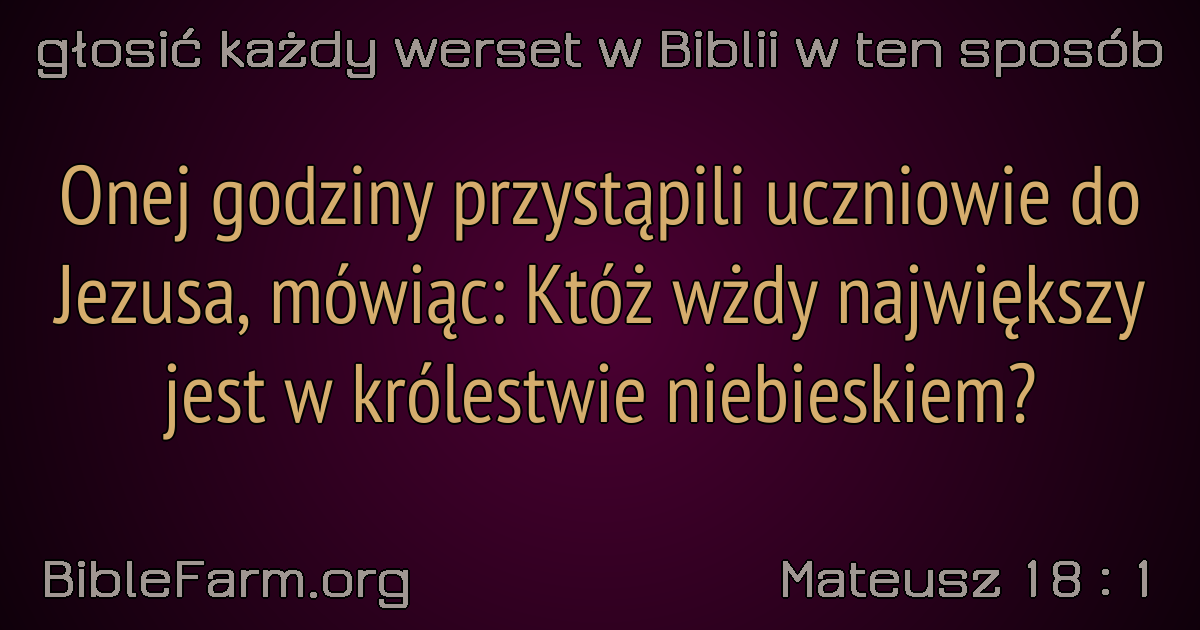 głosić każdy werset w Biblii w ten sposób
Onej godziny przystąpili uczniowie do
Jezusa, mówiąc: Któż wżdy największy
jest w królestwie niebieskiem?
BibleFarm.org
Mateusz 18 : 1